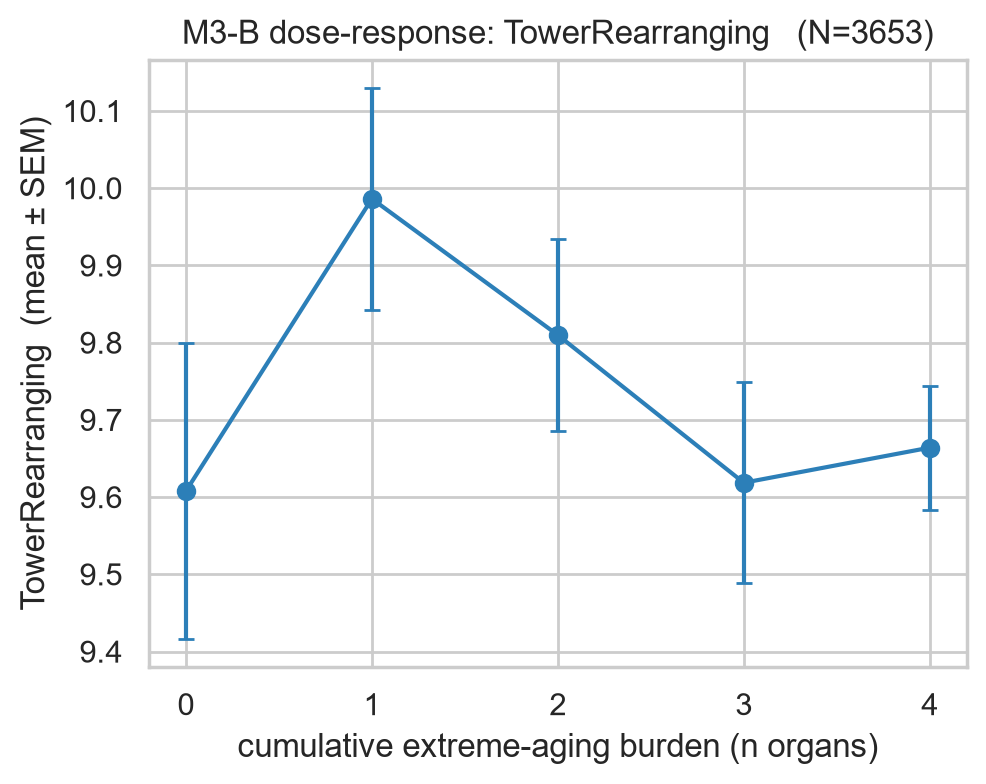 M3-B dose-response: TowerRearranging (N=3653)
TowerRearranging (mean ± SEM)
10.1
10.0
9.9
9.8
9.7
9.6
9.5
9.4
0 1 2 3 4
cumulative extreme-aging burden (n organs)